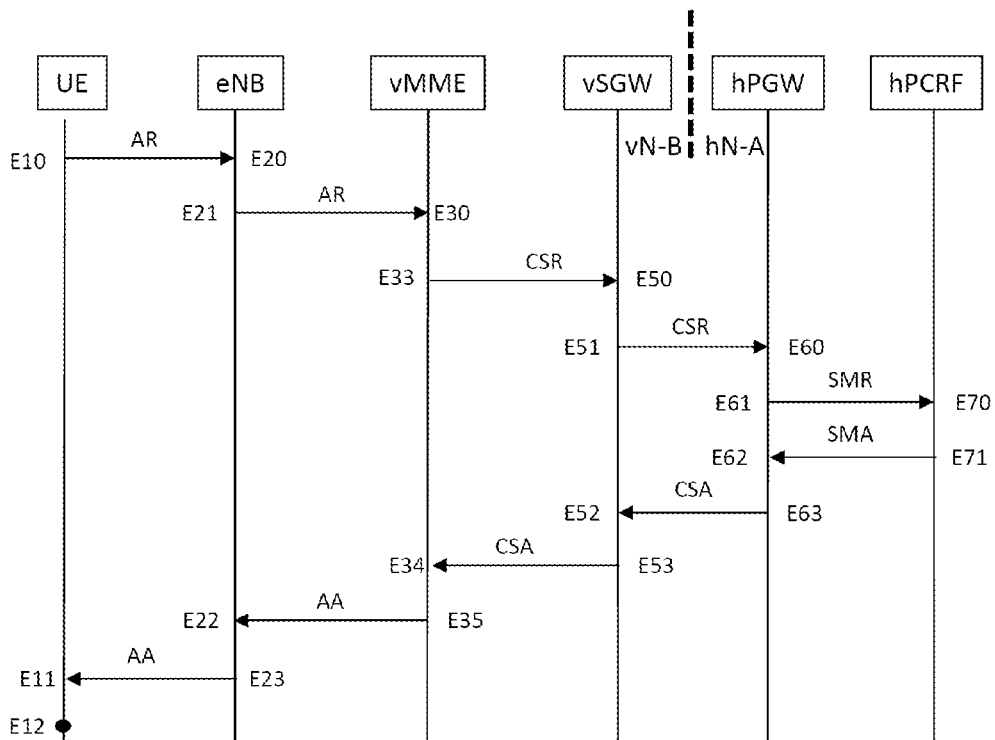 UE eNB vMME vSGW hPGW hPCRF
vN-B hN-A
AR
E10 E20
AR
E21 E30
CSR
E33 E50
CSR
E51 E60
SMR
E61 E70
SMA
E62 E71
CSA
E52 E63
CSA
E34 E53
AA
E22 E35
AA
E11 E23
E12